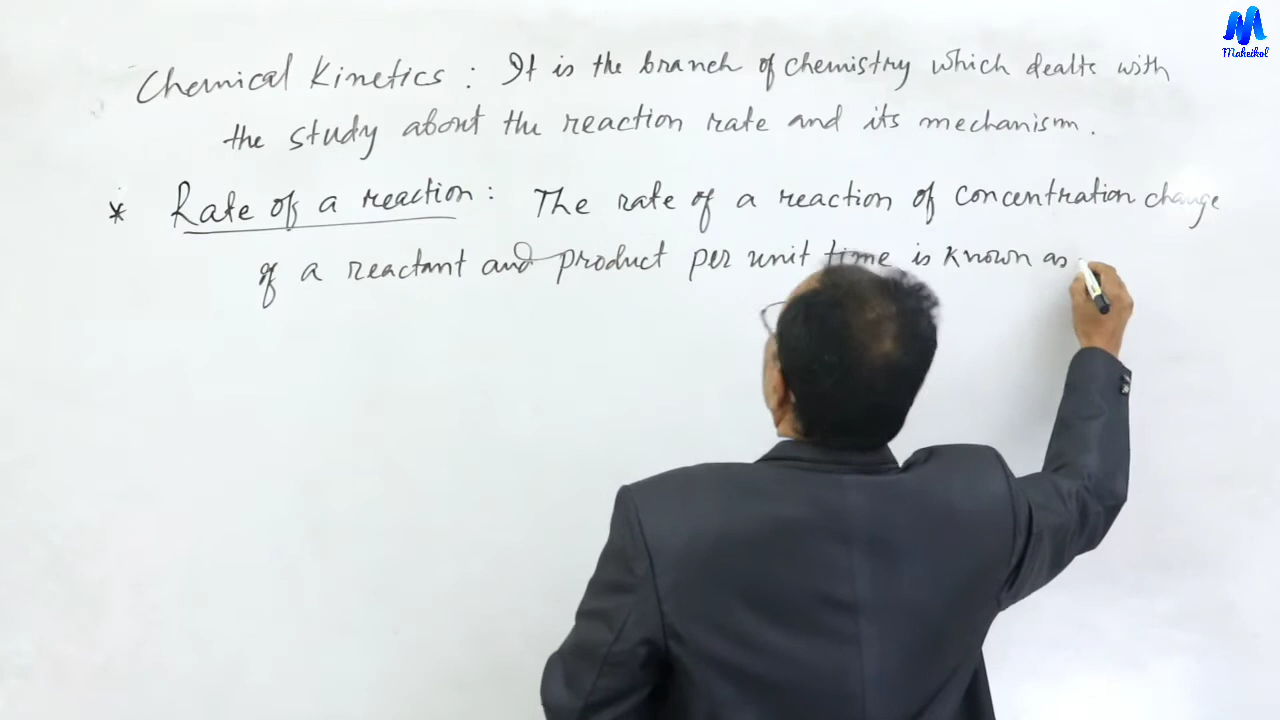 Makeikol
Chemical Kinetics : It is the branch of chemistry which dealts with
the study about the reaction rate and its mechanism.
* Rate of a reaction : The rate of a reaction of concentration change
of a reactant and product per unit time is known as